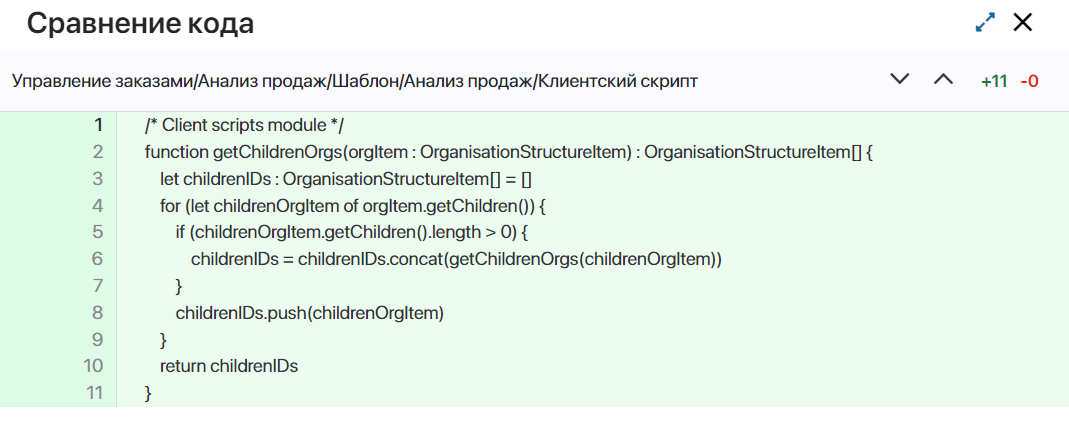 Сравнение кода
Управление заказами/Анализ продаж/Шаблон/Анализ продаж/Клиентский скрипт +11 -0
1 /* Client scripts module */
2 function getChildrenOrgs(orgItem : OrganisationStructureItem) : OrganisationStructureItem[] {
3 let childrenIDs : OrganisationStructureItem[] = []
4 for (let childrenOrgItem of orgItem.getChildren()) {
5 if (childrenOrgItem.getChildren().length > 0) {
6 childrenIDs = childrenIDs.concat(getChildrenOrgs(childrenOrgItem))
7 }
8 childrenIDs.push(childrenOrgItem)
9 }
10 return childrenIDs
11 }